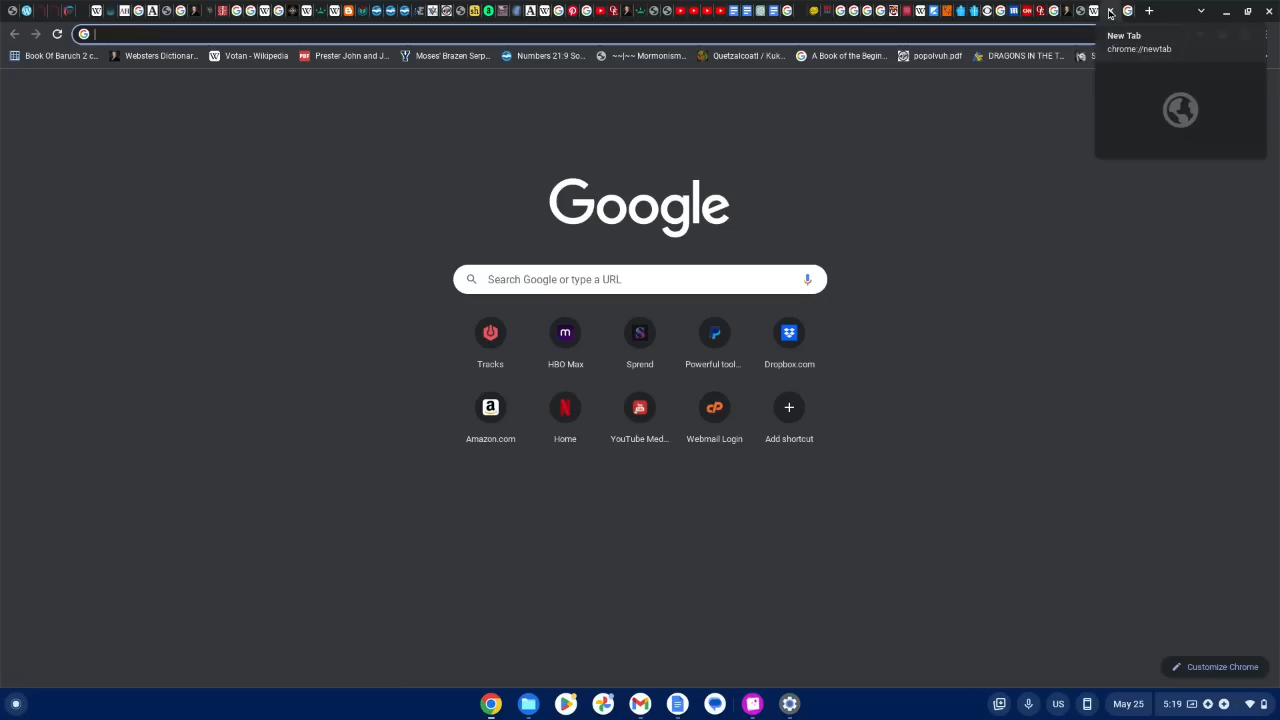 New Tab
chrome://newtab
Book Of Baruch 2 c...
Websters Dictionar...
Votan - Wikipedia
Prester John and J...
Moses' Brazen Serp...
Numbers 21:9 So...
~~|~~ Mormonism...
Quetzalcoatl / Kuk...
A Book of the Begin...
popolvuh.pdf
DRAGONS IN THE T...
Google
Search Google or type a URL
Tracks
HBO Max
Sprend
Powerful tool...
Dropbox.com
Amazon.com
Home
YouTube Med...
Webmail Login
Add shortcut
Customize Chrome
US
May 25
5:19